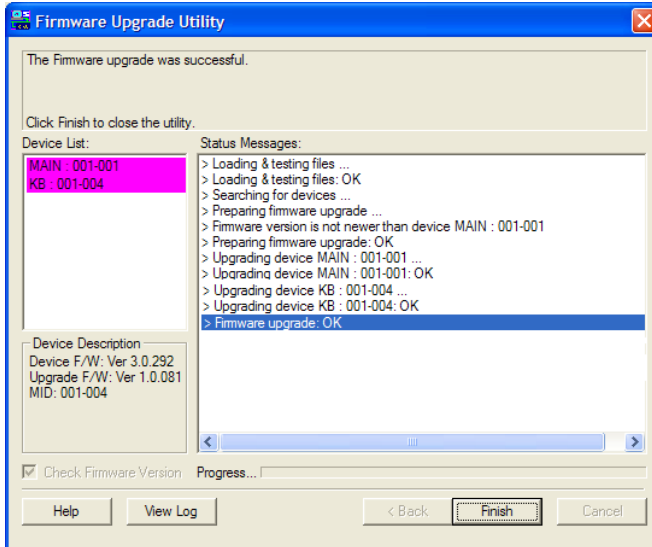 Firmware Upgrade Utility
The Firmware upgrade was successful.
Click Finish to close the utility.
Device List:
MAIN : 001-001
KB : 001-004
Status Messages:
> Loading & testing files ...
> Loading & testing files: OK
> Searching for devices ...
> Preparing firmware upgrade ...
> Firmware version is not newer than device MAIN : 001-001
> Preparing firmware upgrade: OK
> Upgrading device MAIN : 001-001 ...
> Upgrading device MAIN : 001-001: OK
> Upgrading device KB : 001-004 ...
> Upgrading device KB : 001-004: OK
> Firmware upgrade: OK
Device Description
Device F/W: Ver 3.0.292
Upgrade F/W: Ver 1.0.081
MID: 001-004
Check Firmware Version
Progress...
Help
View Log
< Back
Finish
Cancel